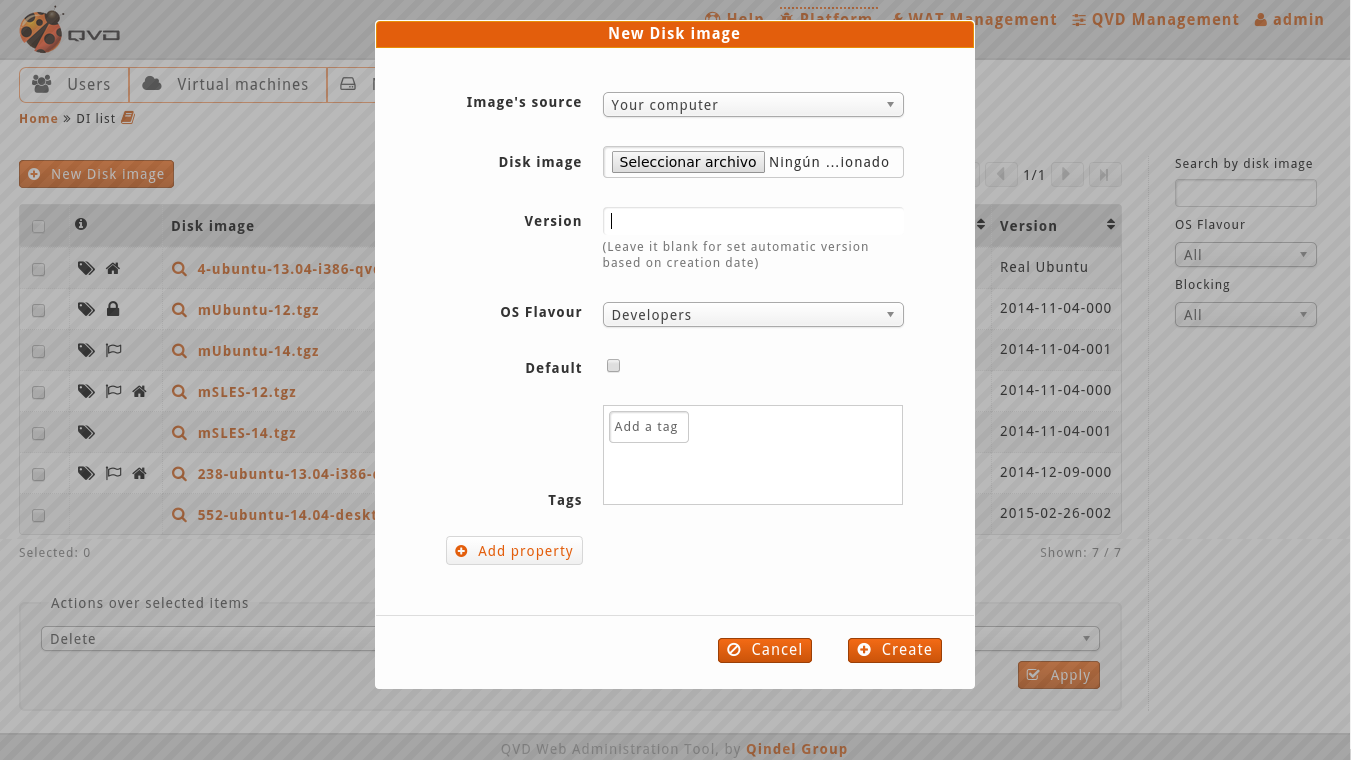 QVD
Help
Platform
WAT Management
QVD Management
admin
New Disk image
Users
Virtual machines
Home » DI list
Image's source
Your computer
Disk image
Seleccionar archivo Ningún ...ionado
Version
(Leave it blank for set automatic version
based on creation date)
OS Flavour
Developers
Default
Add a tag
Tags
Add property
Cancel
Create
New Disk image
1/1
Disk image
Version
4-ubuntu-13.04-i386-qv
Real Ubuntu
mUbuntu-12.tgz
2014-11-04-000
mUbuntu-14.tgz
2014-11-04-001
mSLES-12.tgz
2014-11-04-000
mSLES-14.tgz
2014-11-04-001
238-ubuntu-13.04-i386-
2014-12-09-000
552-ubuntu-14.04-deskt
2015-02-26-002
Selected: 0
Shown: 7 / 7
Search by disk image
OS Flavour
All
Blocking
All
Actions over selected items
Delete
Apply
QVD Web Administration Tool, by Qindel Group